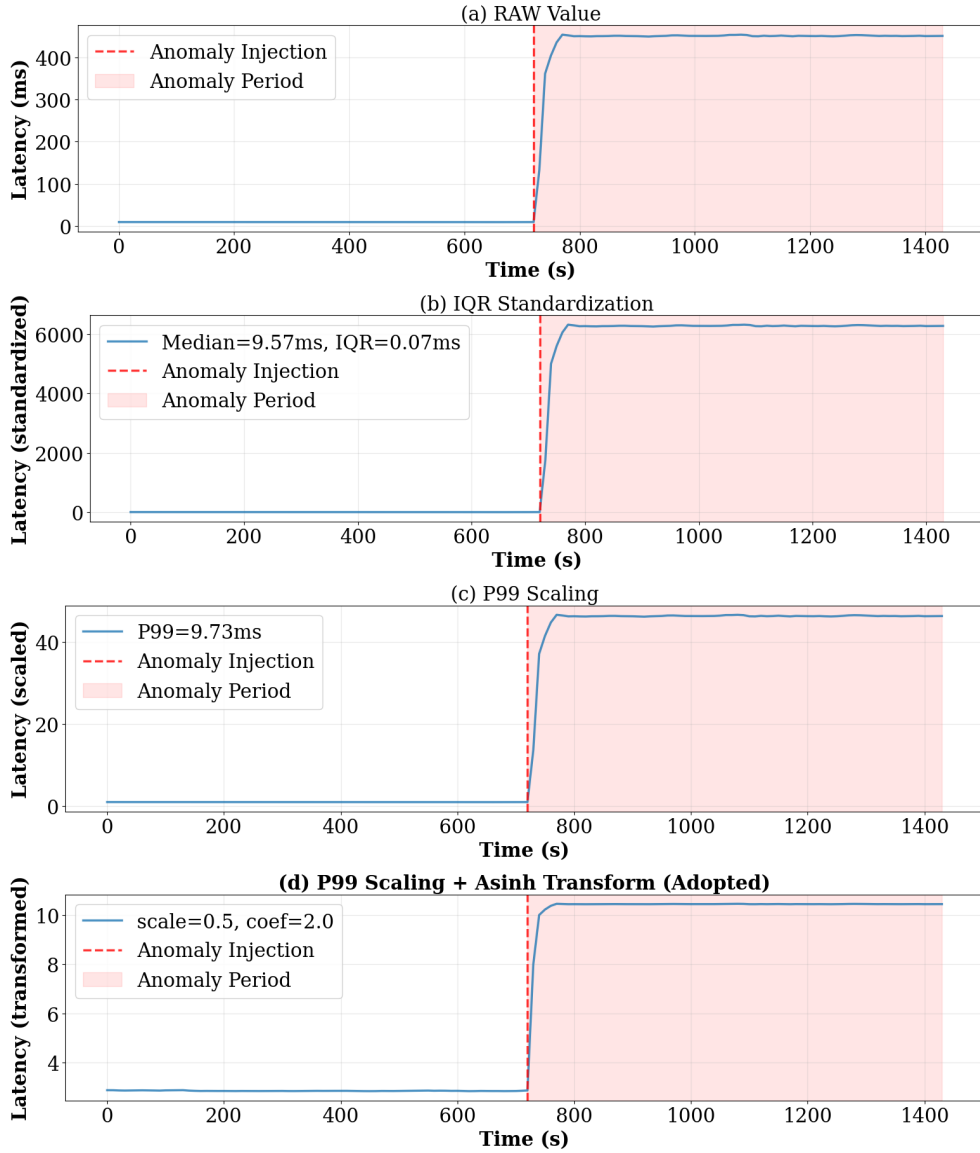 (a) RAW Value
Latency (ms)
400
300
200
100
0
Anomaly Injection
Anomaly Period
0 200 400 600 800 1000 1200 1400
Time (s)
(b) IQR Standardization
Latency (standardized)
6000
4000
2000
0
Median=9.57ms, IQR=0.07ms
Anomaly Injection
Anomaly Period
0 200 400 600 800 1000 1200 1400
Time (s)
(c) P99 Scaling
Latency (scaled)
40
20
0
P99=9.73ms
Anomaly Injection
Anomaly Period
0 200 400 600 800 1000 1200 1400
Time (s)
(d) P99 Scaling + Asinh Transform (Adopted)
Latency (transformed)
10
8
6
4
scale=0.5, coef=2.0
Anomaly Injection
Anomaly Period
0 200 400 600 800 1000 1200 1400
Time (s)